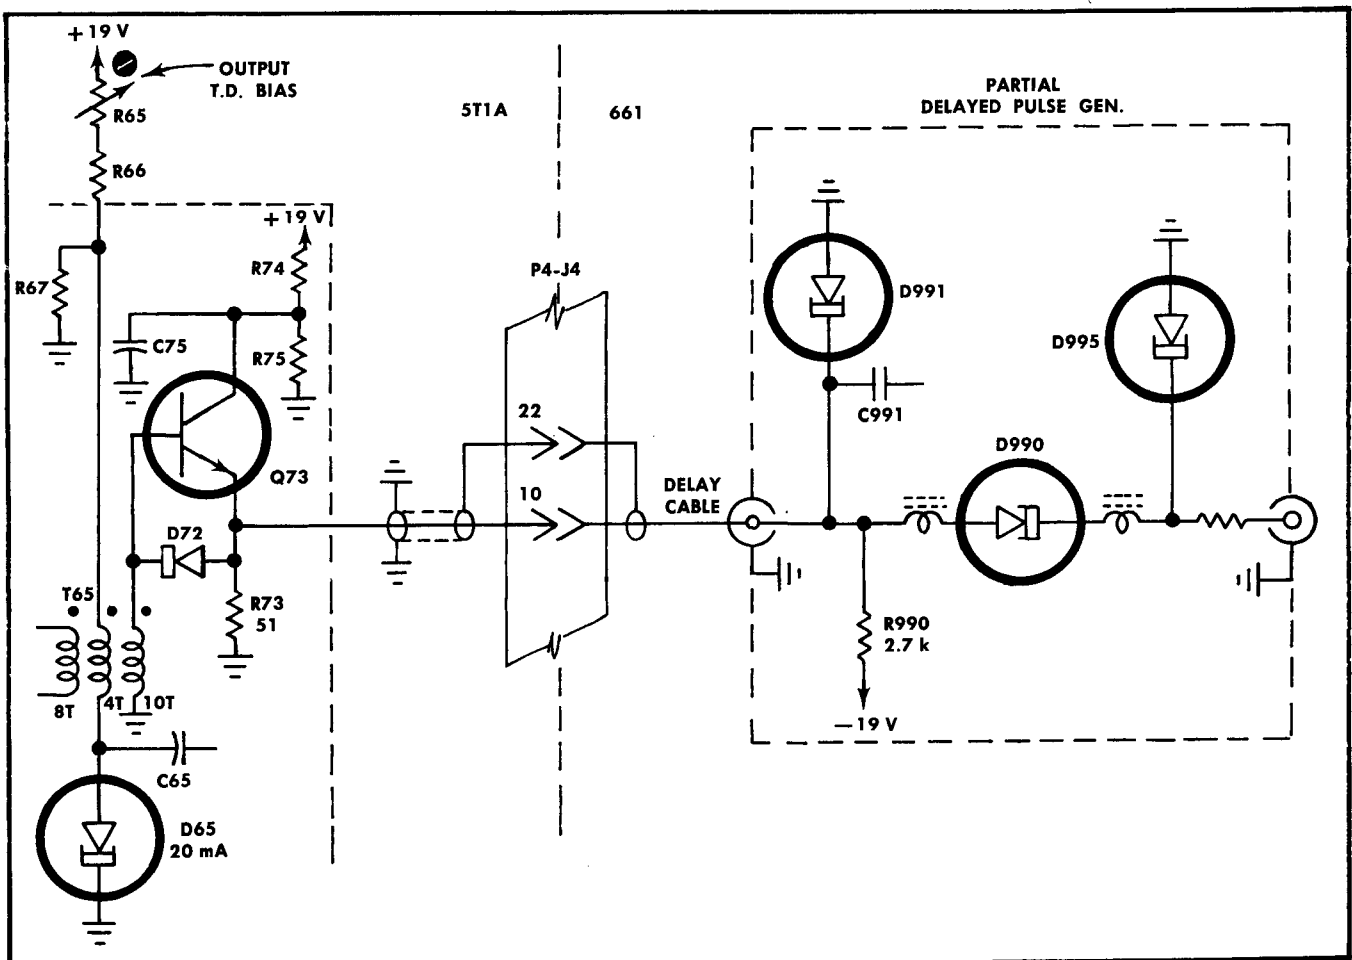 +19 V
OUTPUT
T.D. BIAS
R65
R66
5T1A
661
PARTIAL
DELAYED PULSE GEN.
+19 V
R74
R67
C75
R75
P4-J4
D991
D995
C991
22
D990
Q73
10
DELAY
CABLE
D72
T65
R73
51
R990
2.7 k
8T
4T
10T
−19 V
C65
D65
20 mA